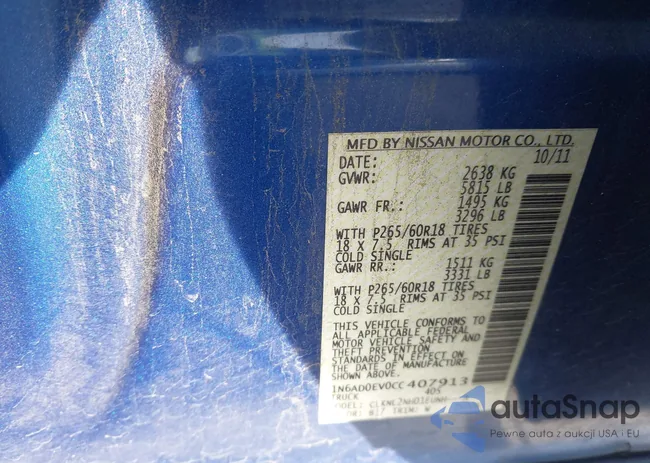 MFD BY NISSAN MOTOR CO., LTD.
DATE: 10/11
GVWR: 2638 KG
5815 LB
GAWR FR.: 1495 KG
3296 LB
WITH P265/60R18 TIRES
18 X 7.5 RIMS AT 35 PSI
COLD SINGLE
GAWR RR.: 1511 KG
3331 LB
WITH P265/60R18 TIRES
18 X 7.5 RIMS AT 35 PSI
COLD SINGLE
THIS VEHICLE CONFORMS TO
ALL APPLICABLE FEDERAL
MOTOR VEHICLE SAFETY AND
THEFT PREVENTION
STANDARDS IN EFFECT ON
THE DATE OF MANUFACTURE
SHOWN ABOVE.
1N6AD0EV0CC407913
TRUCK 405
TRIM: W
autoSnap
Pewne auta z aukcji USA i EU